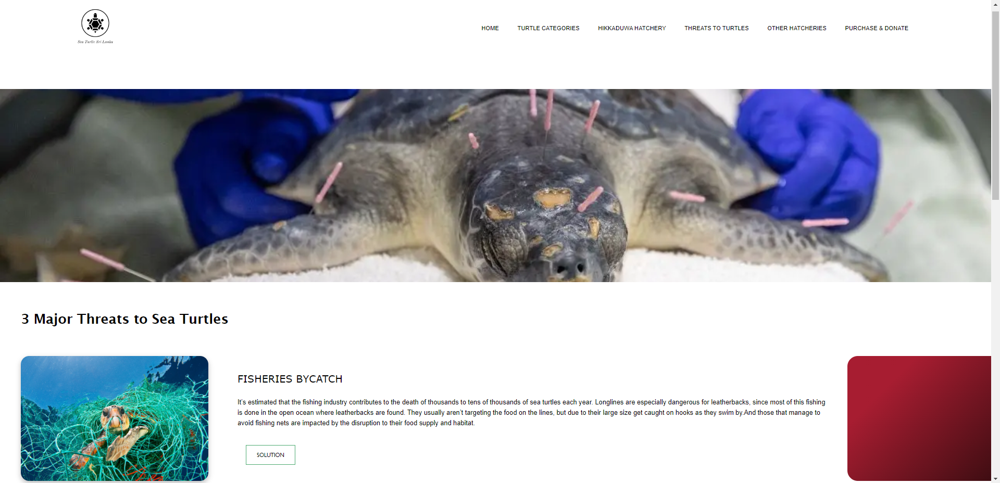 Sea Turtle Sri Lanka
HOME
TURTLE CATEGORIES
HIKKADUWA HATCHERY
THREATS TO TURTLES
OTHER HATCHERIES
PURCHASE & DONATE
3 Major Threats to Sea Turtles
FISHERIES BYCATCH
It’s estimated that the fishing industry contributes to the death of thousands to tens of thousands of sea turtles each year. Longlines are especially dangerous for leatherbacks, since most of this fishing
is done in the open ocean where leatherbacks are found. They usually aren’t targeting the food on the lines, but due to their large size get caught on hooks as they swim by.And those that manage to
avoid fishing nets are impacted by the disruption to their food supply and habitat.
SOLUTION